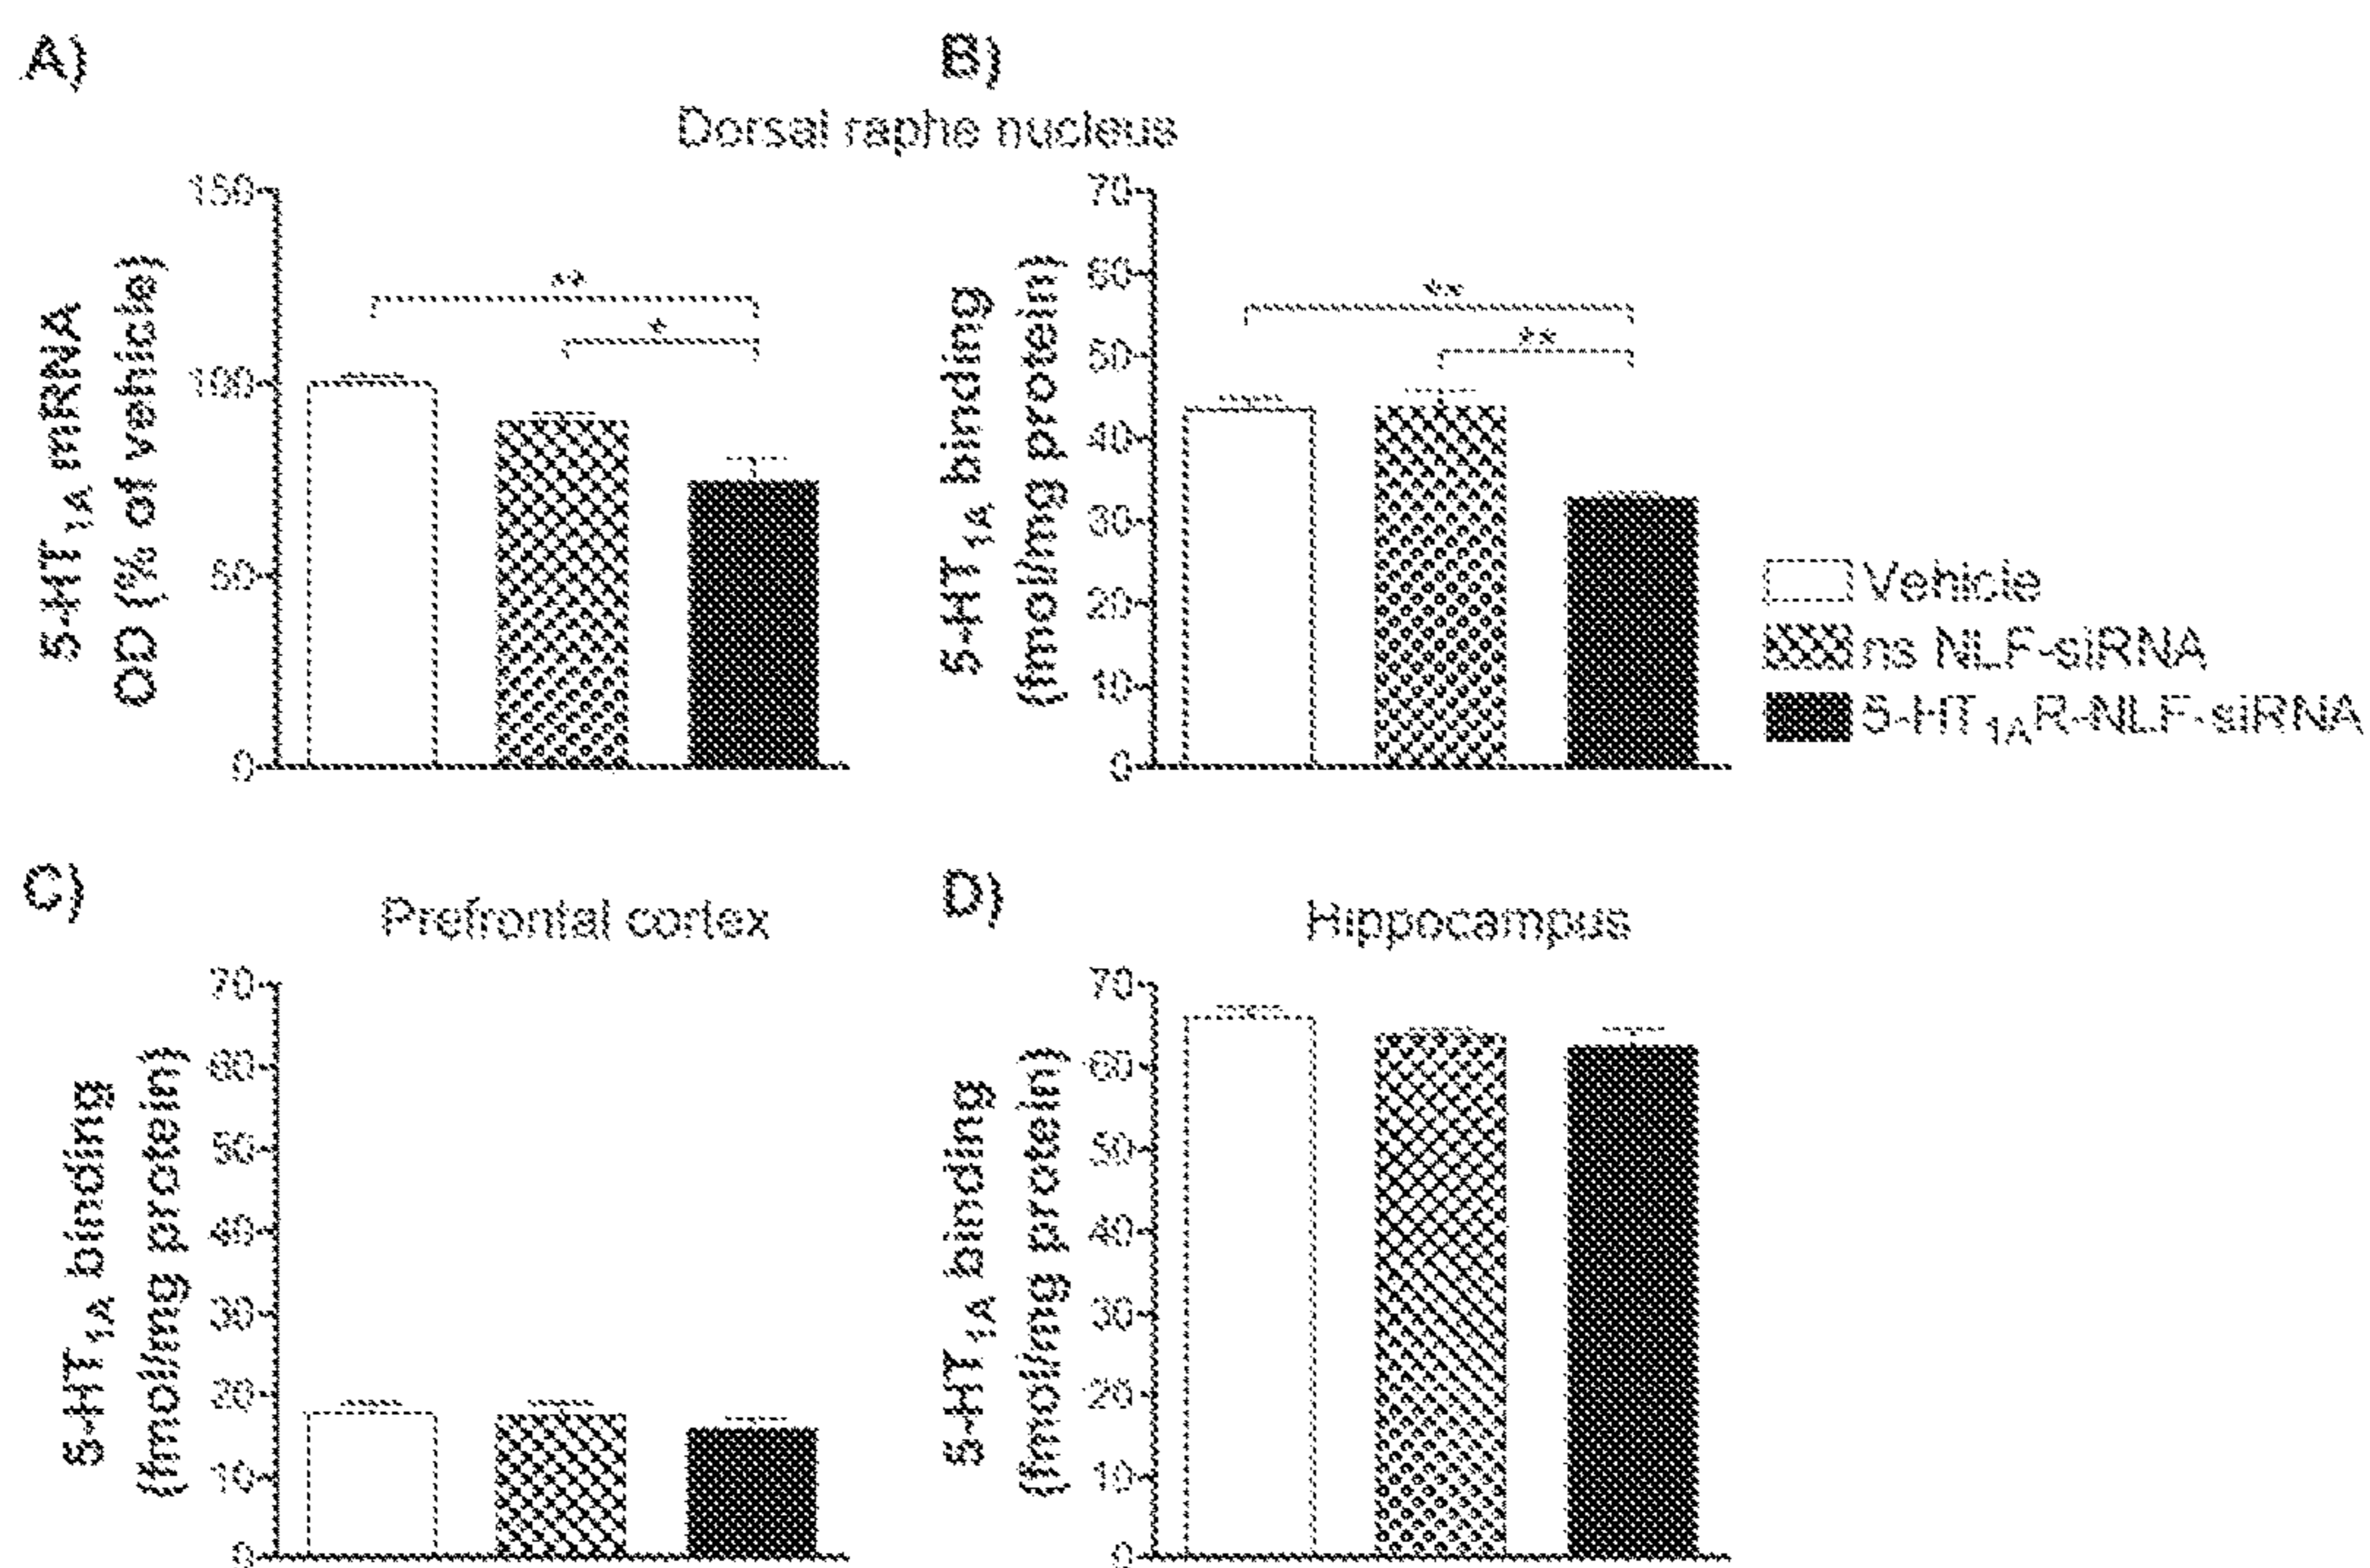 A)
B)
Dorsal raphe nucleus
5-HT1A mRNA
OD (% of vehicle)
150
100
50
0
**
*
5-HT1A binding
(fmol/mg protein)
70
60
50
40
30
20
10
0
**
**
Vehicle
ns NLF-siRNA
5-HT1AR-NLF-siRNA
C)
Prefrontal cortex
5-HT1A binding
(fmol/mg protein)
70
60
50
40
30
20
10
0
D)
Hippocampus
5-HT1A binding
(fmol/mg protein)
70
60
50
40
30
20
10
0